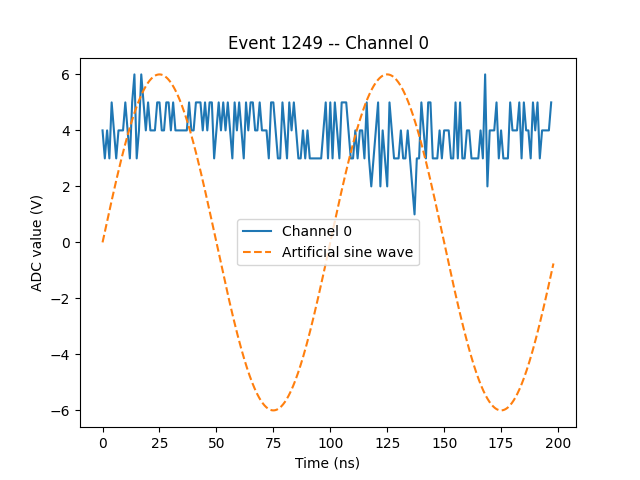 Event 1249 -- Channel 0
6
4
2
0
−2
−4
−6
ADC value (V)
Channel 0
Artificial sine wave
0 25 50 75 100 125 150 175 200
Time (ns)